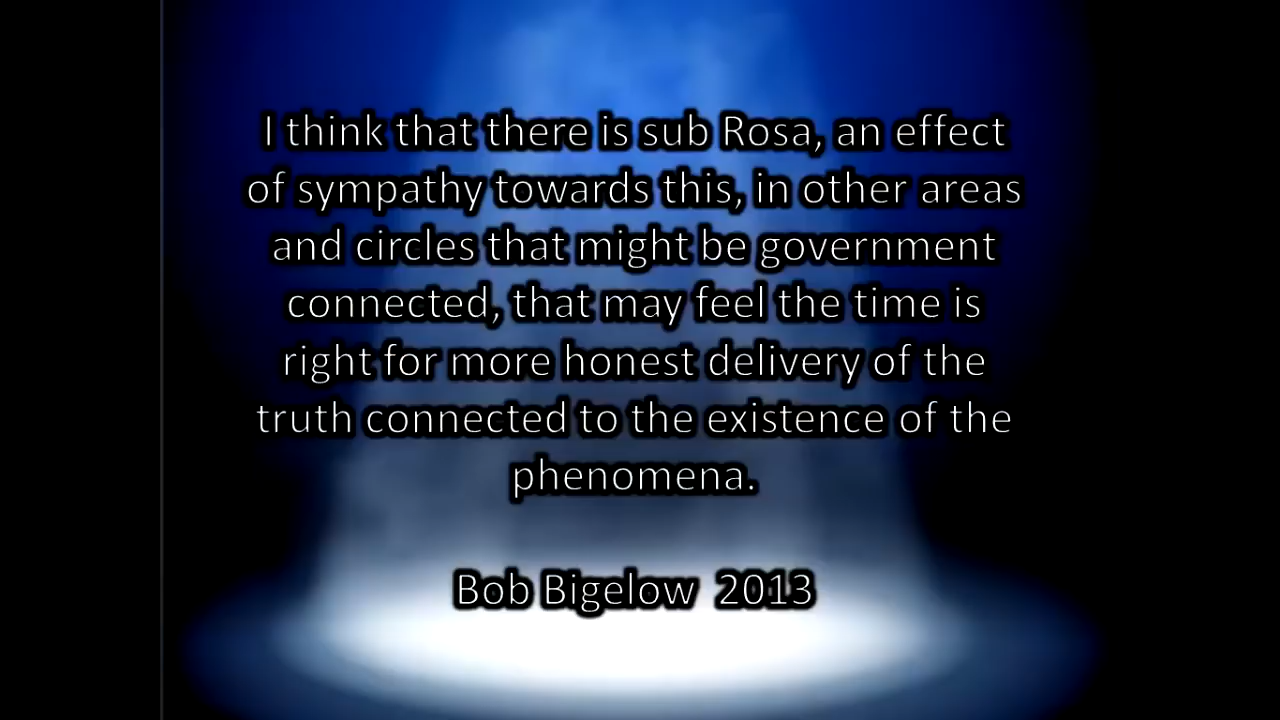 I think that there is sub Rosa, an effect
of sympathy towards this, in other areas
and circles that might be government
connected, that may feel the time is
right for more honest delivery of the
truth connected to the existence of the
phenomena.
Bob Bigelow  2013